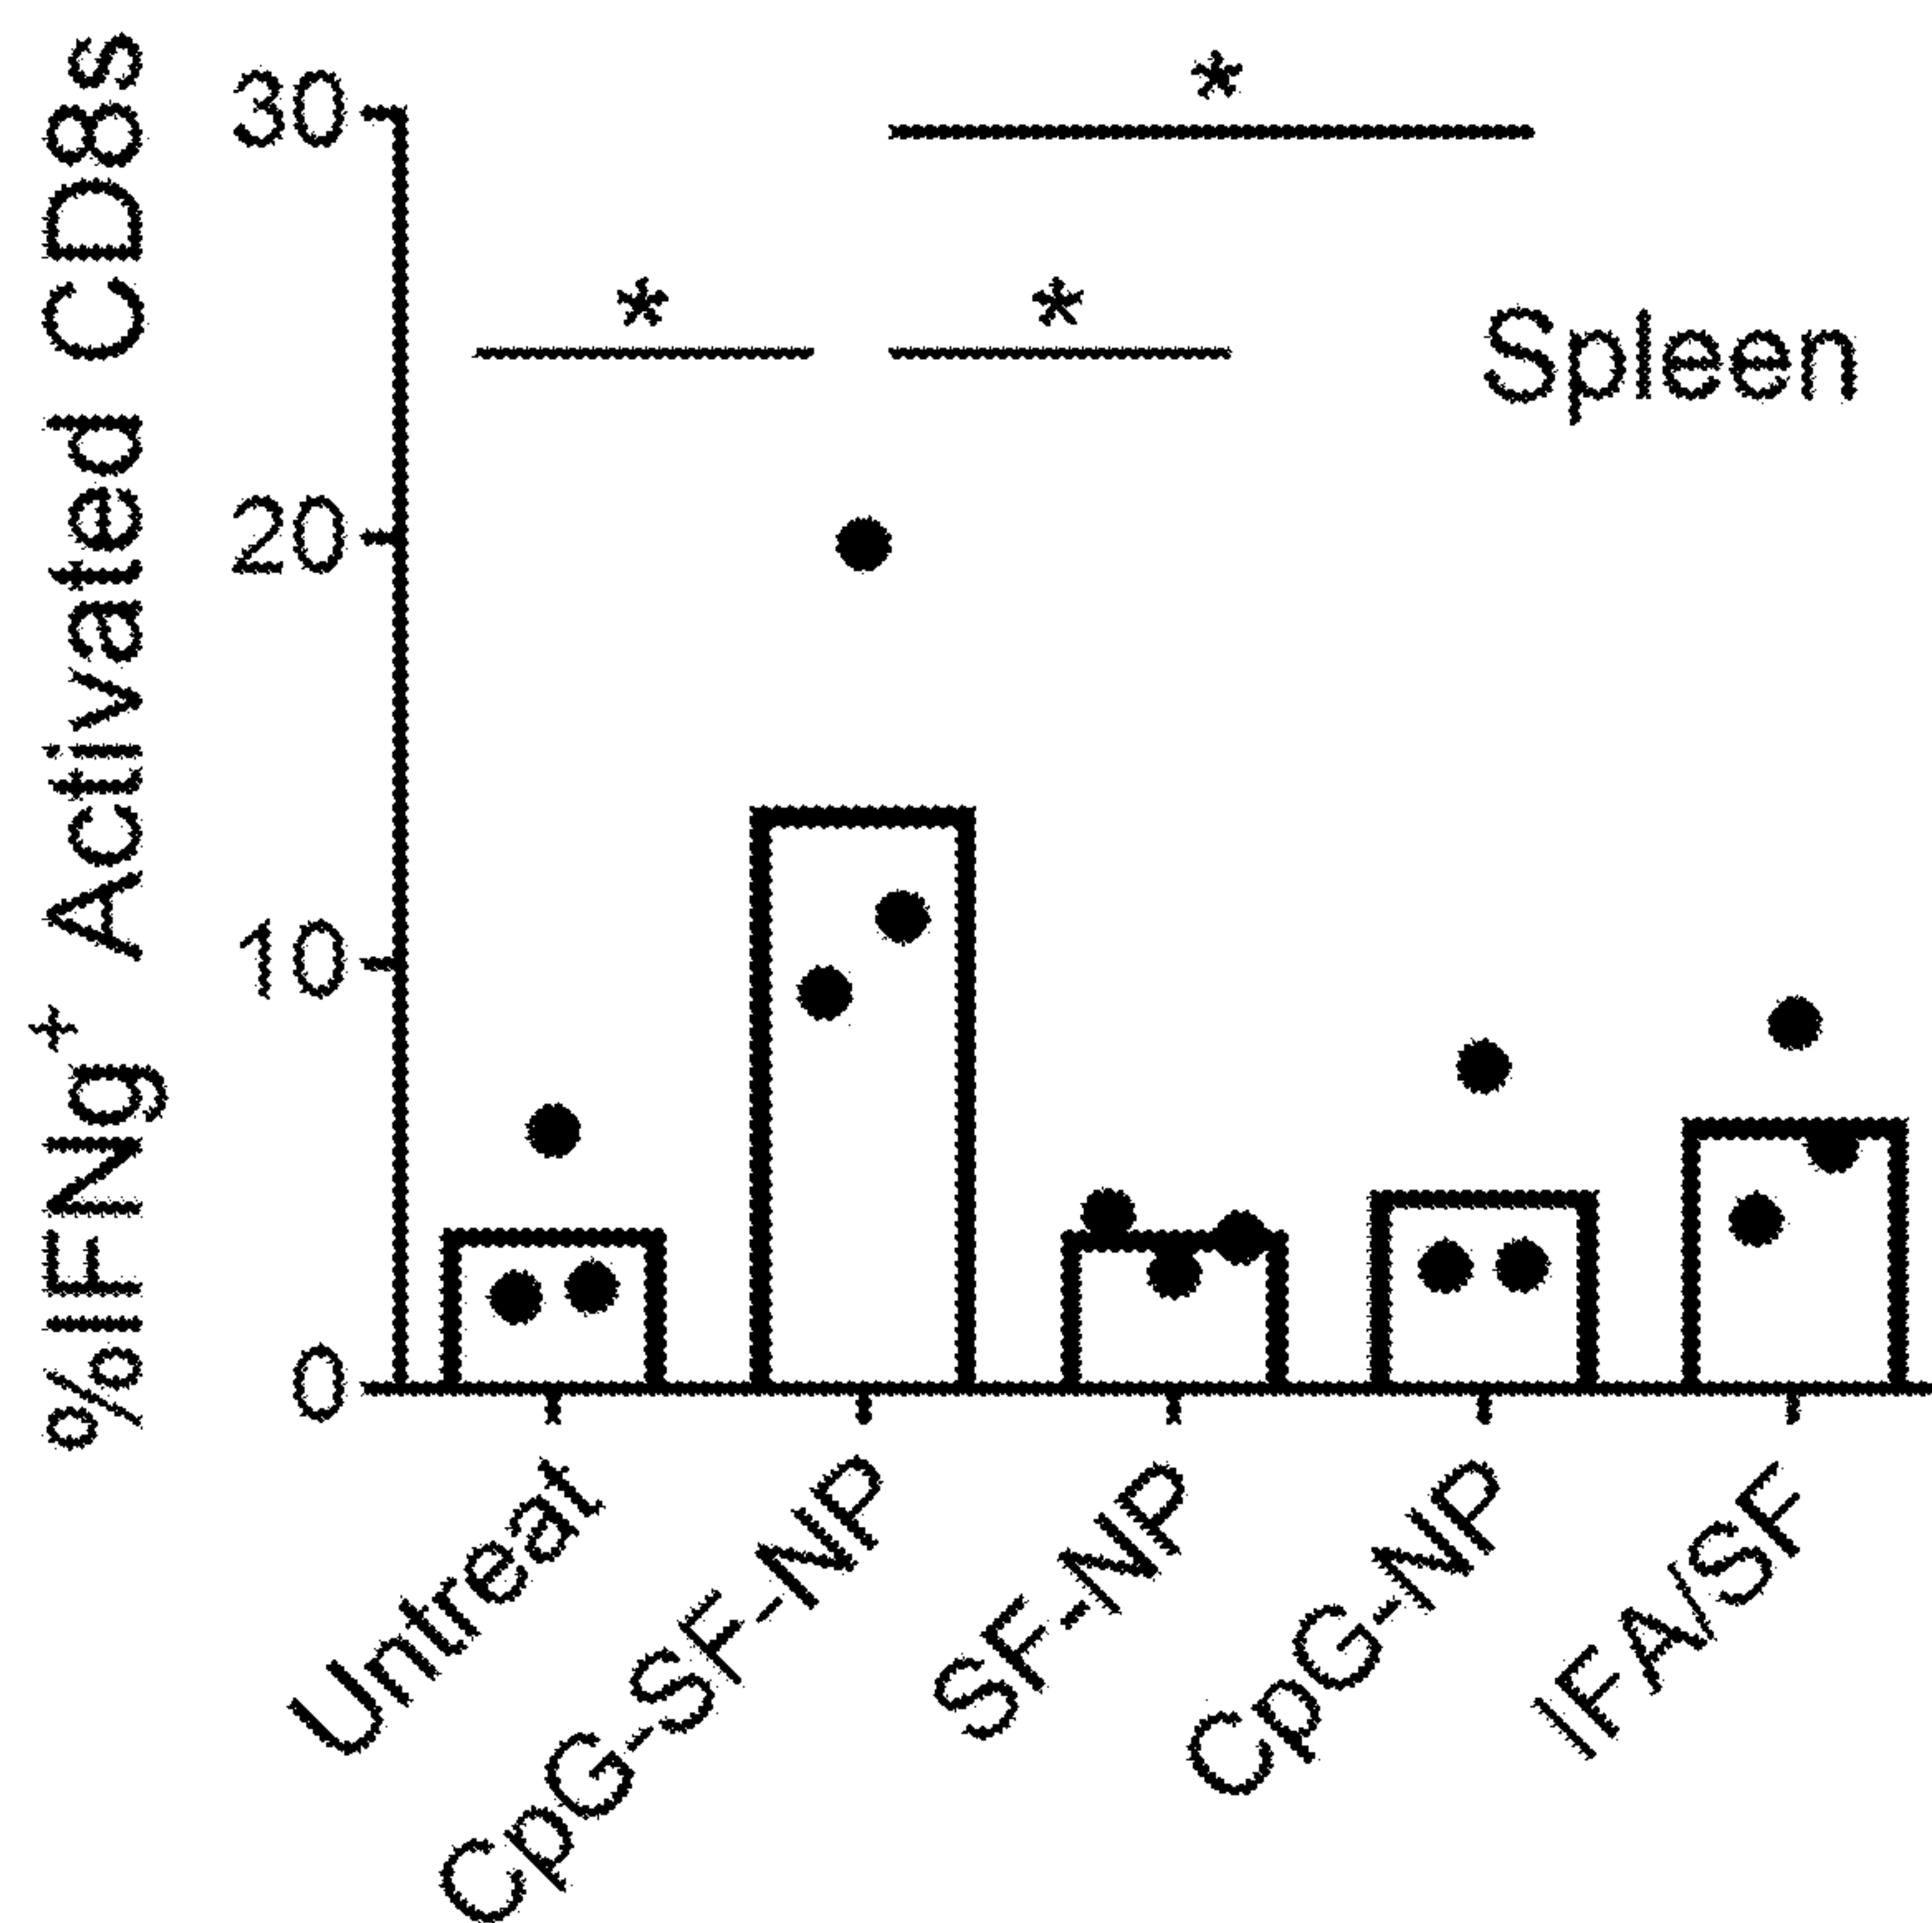 %IFNg+ Activated CD8s
30
20
10
0
*
*
*
Spleen
Untreat
CpG-SF-NP
SF-NP
CpG-NP
IFA/SF